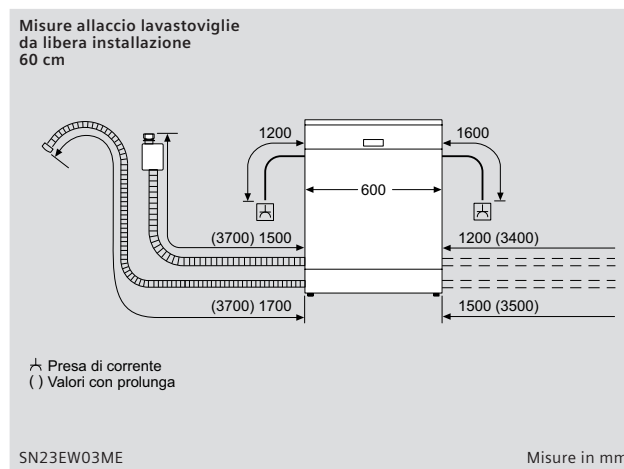 Misure allaccio lavastoviglie
da libera installazione
60 cm
1200
1600
600
(3700) 1500
1200 (3400)
(3700) 1700
1500 (3500)
Presa di corrente
( ) Valori con prolunga
SN23EW03ME
Misure in mm